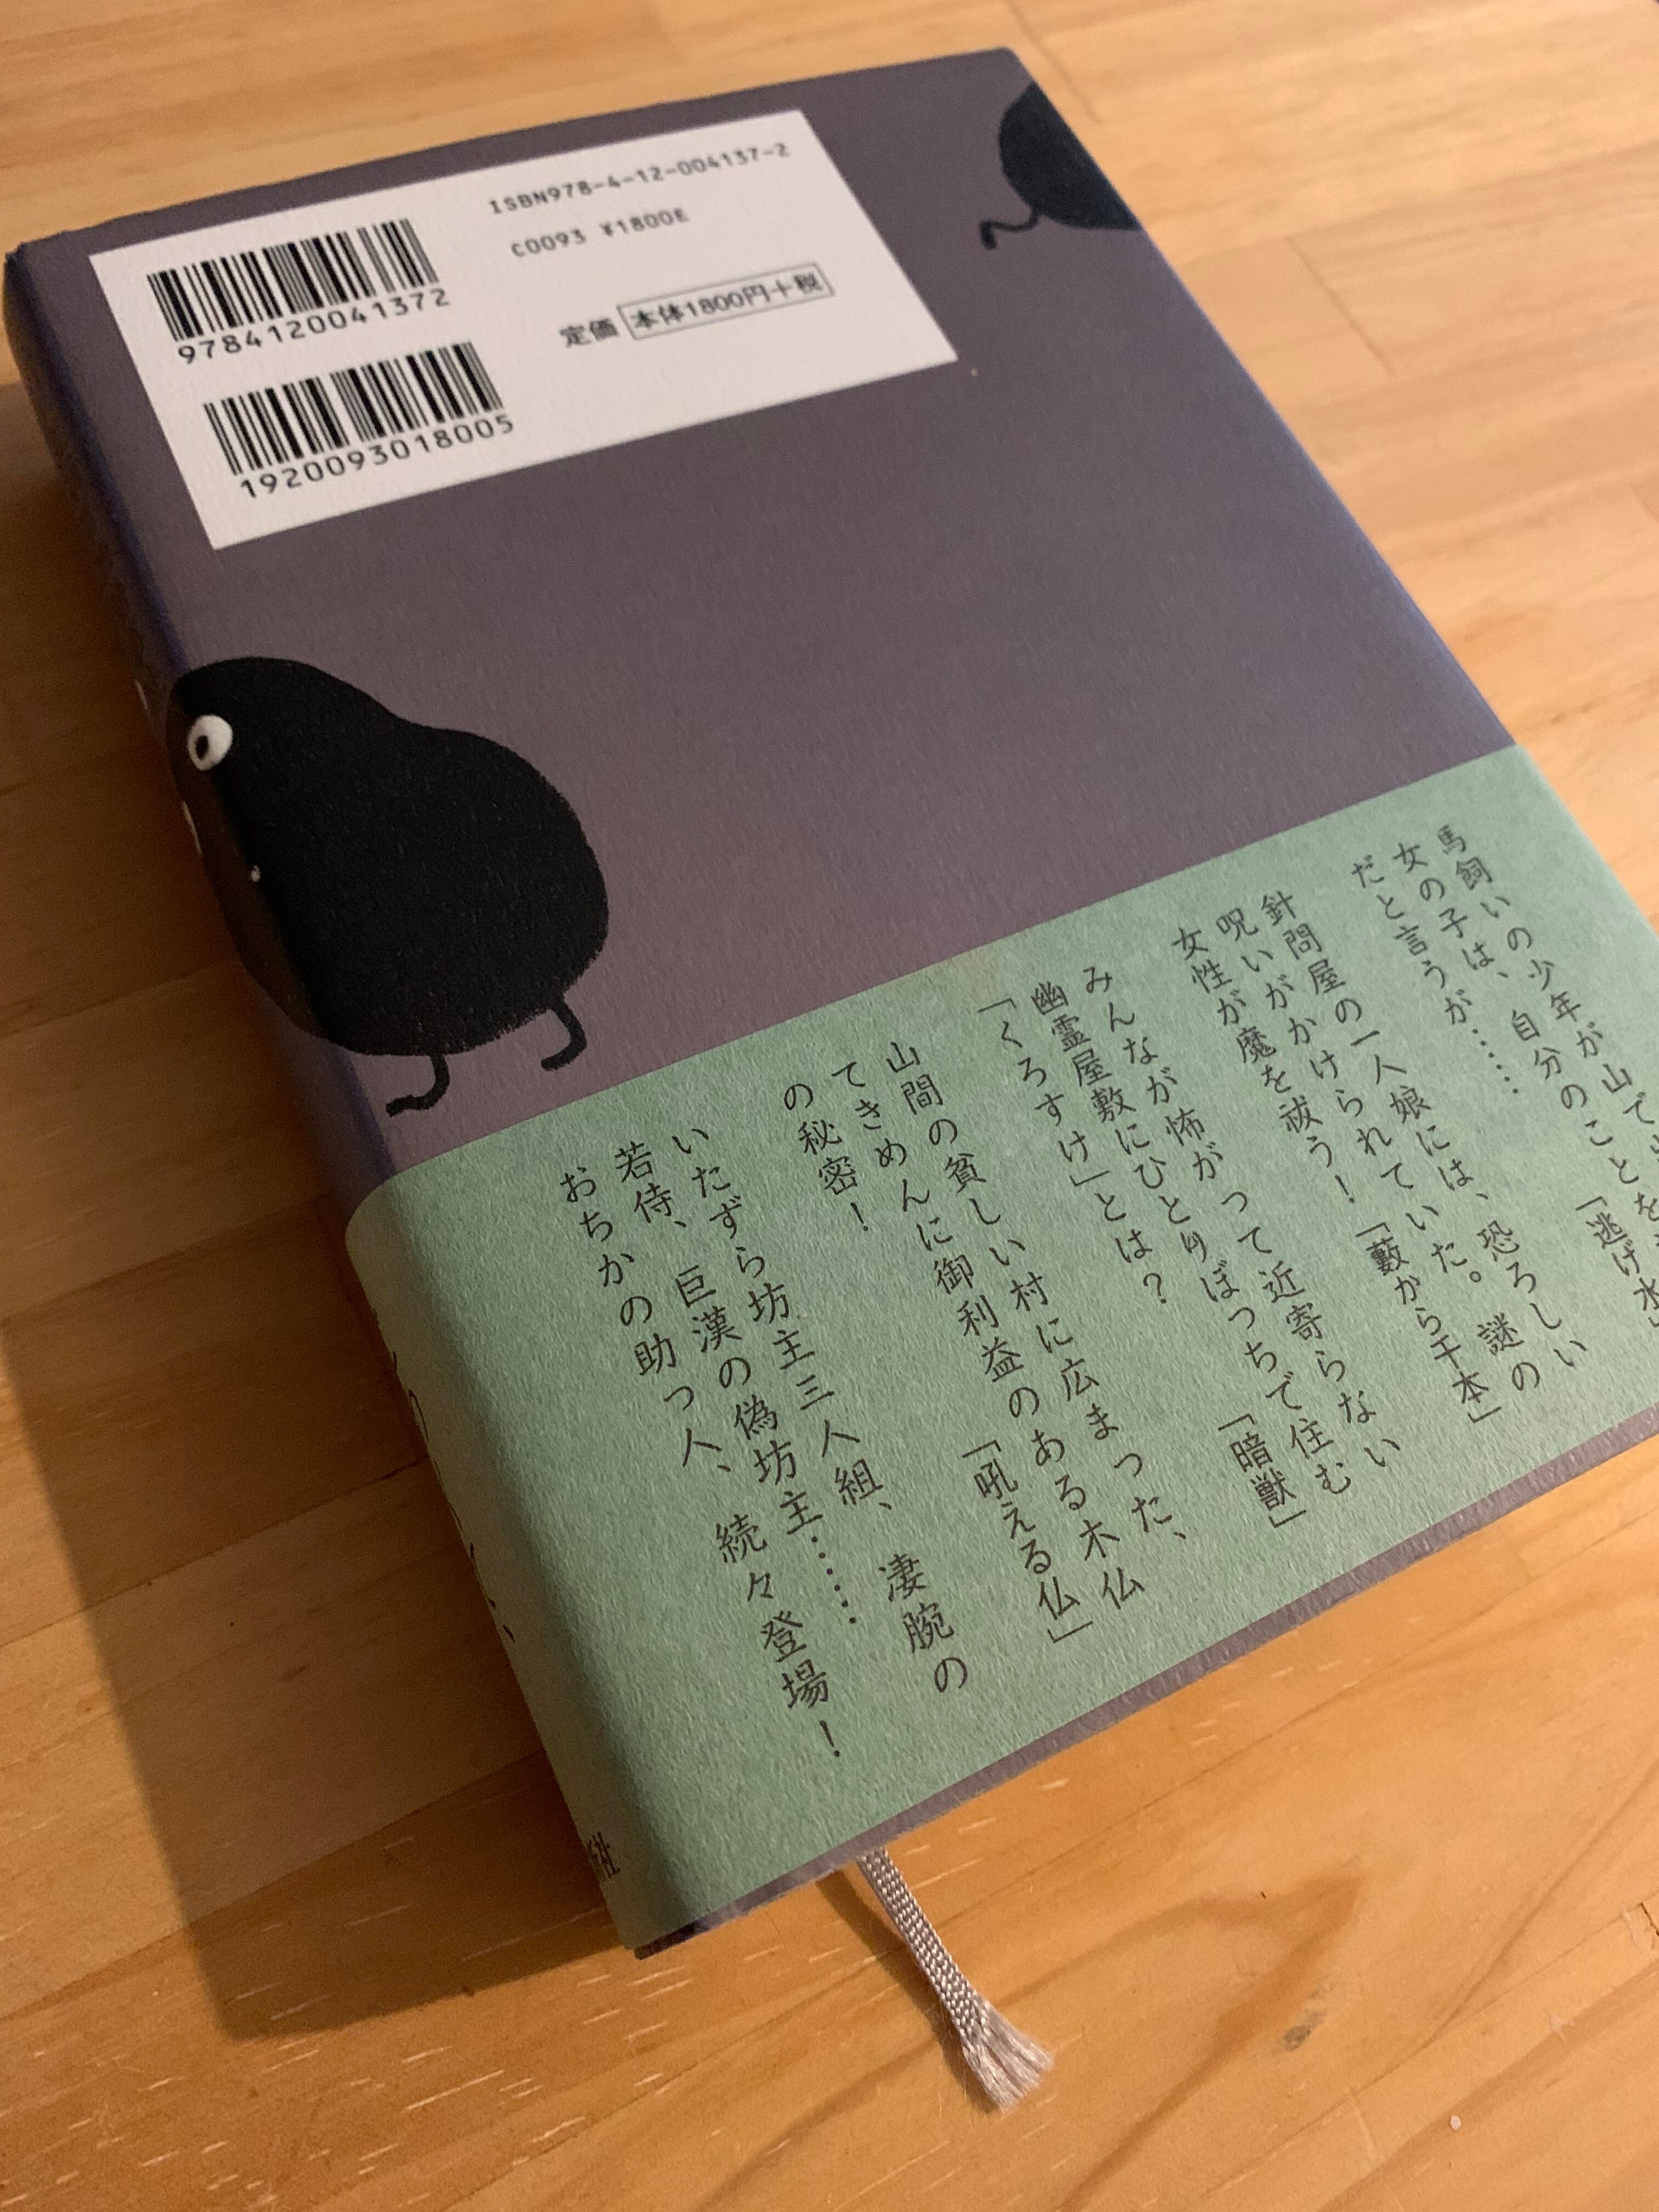 ISBN978-4-12-004137-2
C0093 ¥1800E
定価 本体1800円+税
9784120041372
1920093018005
馬飼いの少年が山で出
女の子は、自分のことを
だと言うが……「逃げ水」
針問屋の一人娘には、恐ろしい
呪いがかけられていた。謎の
女性が魔を祓う！「藪から千本」
みんなが怖がって近寄らない
幽霊屋敷にひとりぼっちで住む
「くろすけ」とは？「暗獣」
山間の貧しい村に広まった、
てきめんに御利益のある木仏
の秘密！「吼える仏」
いたずら坊主三人組、凄腕の
若侍、巨漢の偽坊主……
おちかの助っ人、続々登場！
社